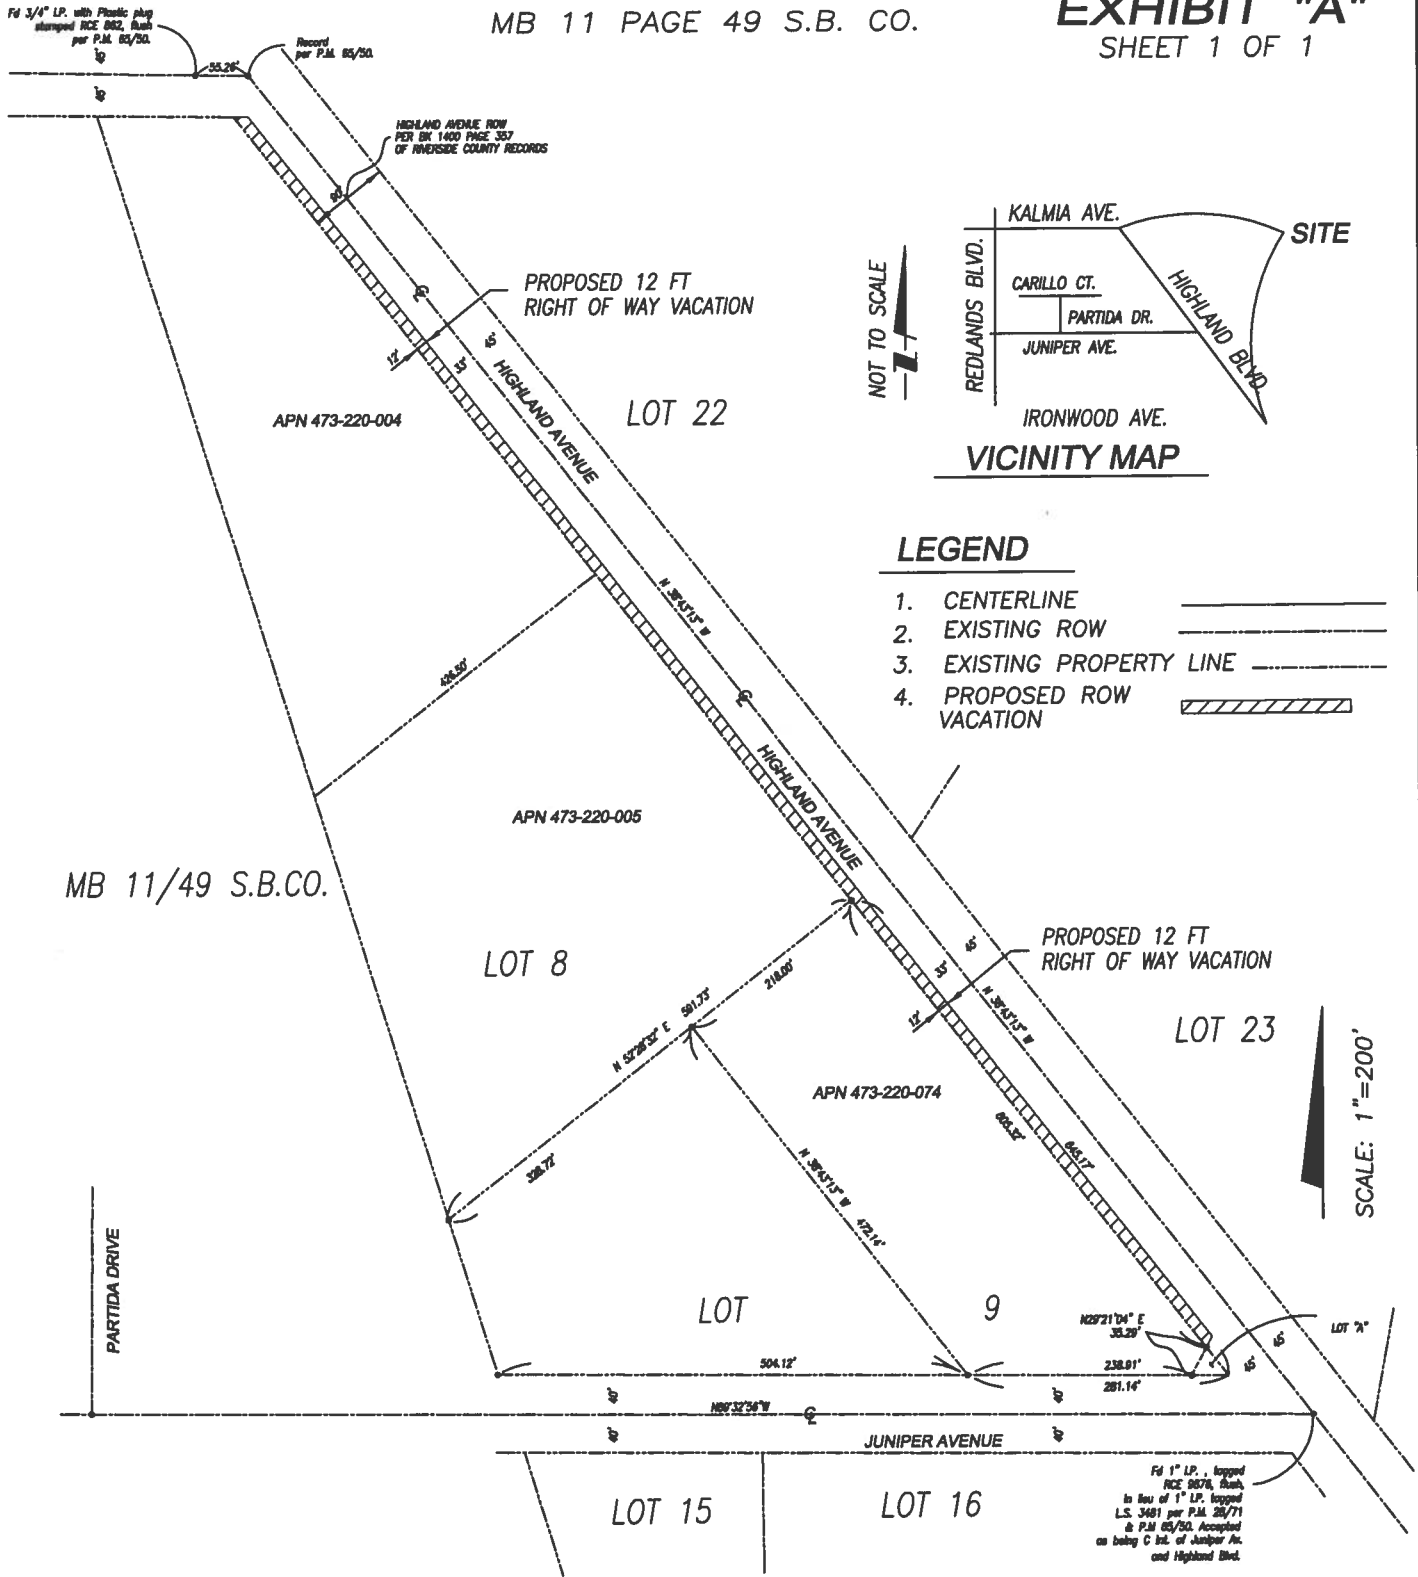 MB 11 PAGE 49 S.B. CO.
EXHIBIT "A"
SHEET 1 OF 1
Fd 3/4" I.P. with Plastic plug
stamped RCE 862, flush
per P.M. 85/50.
Record
per P.M. 85/50.
55.26'
HIGHLAND AVENUE ROW
PER BK 1400 PAGE 357
OF RIVERSIDE COUNTY RECORDS
90'
PROPOSED 12 FT
RIGHT OF WAY VACATION
12'
33'
45'
HIGHLAND AVENUE
APN 473-220-004
LOT 22
NOT TO SCALE
KALMIA AVE.
SITE
REDLANDS BLVD.
CARILLO CT.
PARTIDA DR.
JUNIPER AVE.
HIGHLAND BLVD
IRONWOOD AVE.
VICINITY MAP
LEGEND
1. CENTERLINE
2. EXISTING ROW
3. EXISTING PROPERTY LINE
4. PROPOSED ROW
VACATION
N 38°43'13" W
426.50'
HIGHLAND AVENUE
APN 473-220-005
MB 11/49 S.B.CO.
LOT 8
PROPOSED 12 FT
RIGHT OF WAY VACATION
45'
33'
12'
N 38°43'13" W
LOT 23
218.00'
N 52°28'32" E 591.73'
APN 473-220-074
SCALE: 1"=200'
605.32'
645.17'
328.72'
N 38°43'13" W 472.14'
PARTIDA DRIVE
LOT 9
N29°21'04" E
35.29'
LOT "A"
45'
45'
504.12'
238.91'
281.14'
40'
40'
N89°32'56"W
40'
40'
JUNIPER AVENUE
LOT 15
LOT 16
Fd 1" I.P. , tagged
RCE 9876, flush,
in lieu of 1" I.P. tagged
L.S. 3481 per P.M. 28/71
& P.M 85/50. Accepted
as being C Int. of Juniper Av.
and Highland Blvd.